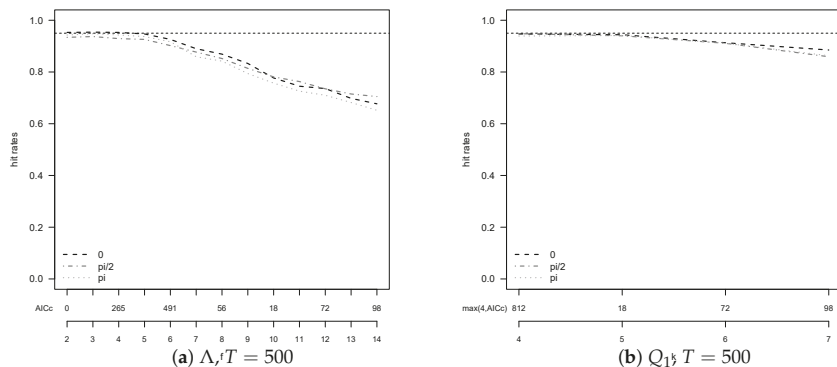 1.0
0.8
0.6
0.4
0.2
0.0
hit rates
0
pi/2
pi
AICc 0 265 491 56 18 72 98
2 3 4 5 6 7 8 9 10 11 12 13 14
(a) Λ, r T = 500
1.0
0.8
0.6
0.4
0.2
0.0
hit rates
0
pi/2
pi
max(4,AICc) 812 18 72 98
4 5 6 7
(b) Q1, k T = 500